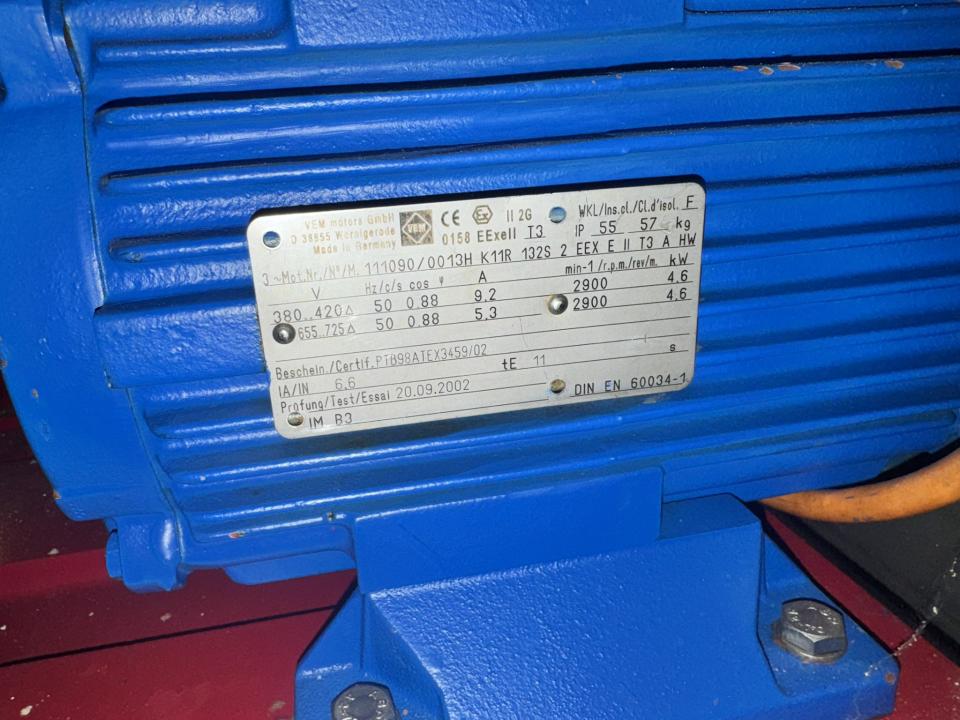 VEM motors GmbH
D 38855 Wernigerode
Made in Germany
VEM
CE Ex II 2G
0158 EExeII T3
WKL/Ins.cl./Cl.d'isol. F
IP 55 57 kg
3~Mot.Nr./N°/M. 111090/0013H K11R 132S 2 EEX E II T3 A HW
V Hz/c/s cos φ A min-1/r.p.m./rev/m. kW
380..420△ 50 0.88 9,2 2900 4,6
655..725△ 50 0.88 5,3 2900 4,6
Beschein./Certif. PTB98ATEX3459/02
IA/IN 6,6 tE 11 s
Prüfung/Test/Essai 20.09.2002
IM B3 DIN EN 60034-1